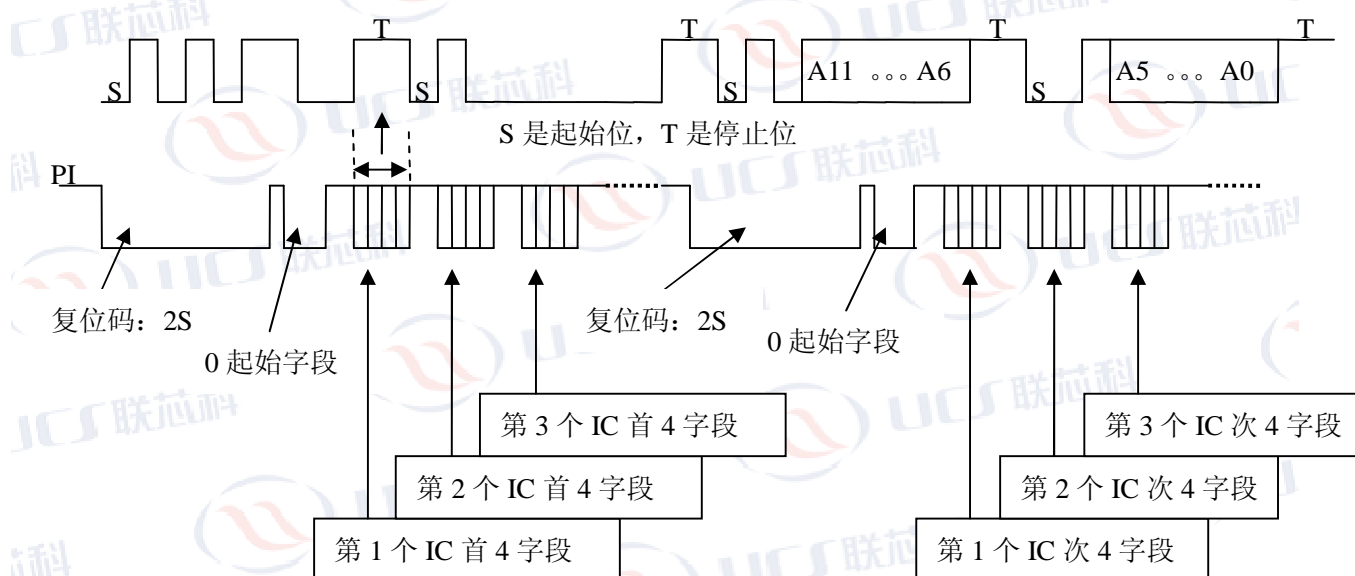 T T T T
S S A11 。。。 A6 S A5 。。。 A0
S 是起始位，T 是停止位
PI
复位码：2S 复位码：2S
0 起始字段 0 起始字段
第 3 个 IC 首 4 字段 第 3 个 IC 次 4 字段
第 2 个 IC 首 4 字段 第 2 个 IC 次 4 字段
第 1 个 IC 首 4 字段 第 1 个 IC 次 4 字段
UCS 联芯科